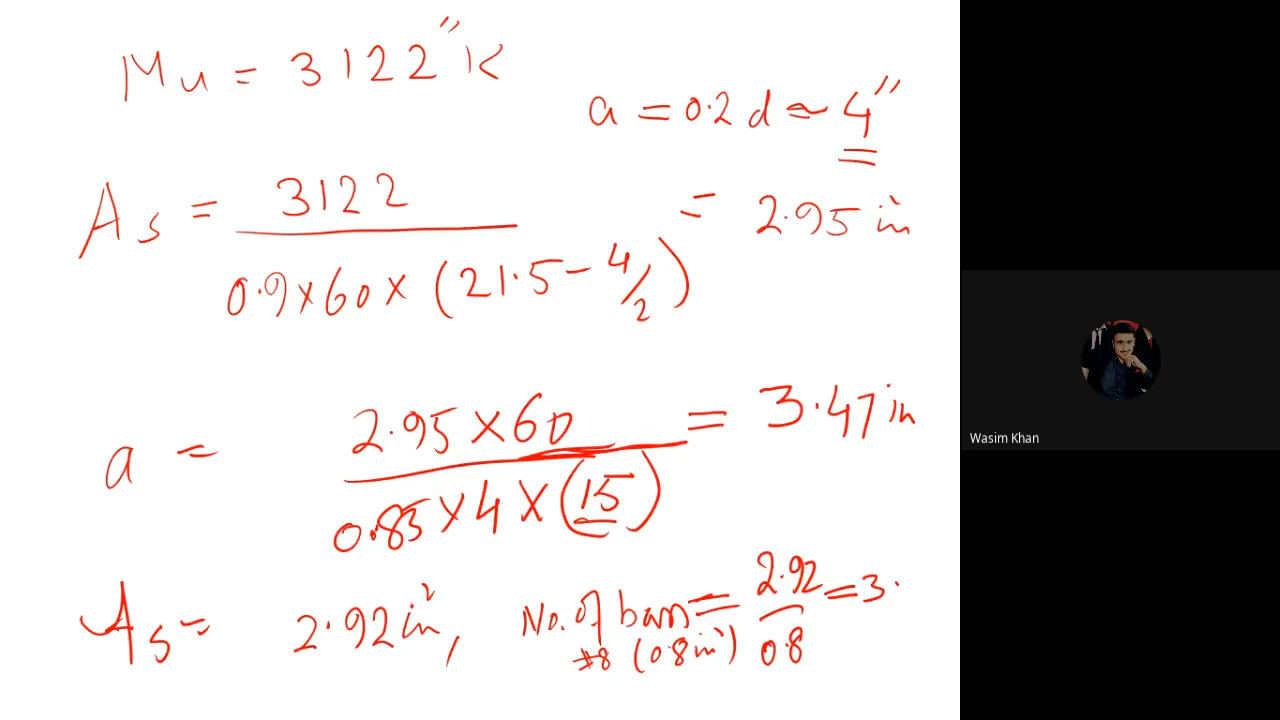 Mu = 3122"K
a = 0.2 d ≈ 4"
As = 3122 / 0.9×60×(21.5-4/2) = 2.95 in²
a = 2.95×60 / 0.85×4×(15) = 3.47 in
As = 2.92 in², No. of bars = 2.92 / 0.8 = 3.
#8 (0.8 in²)
Wasim Khan